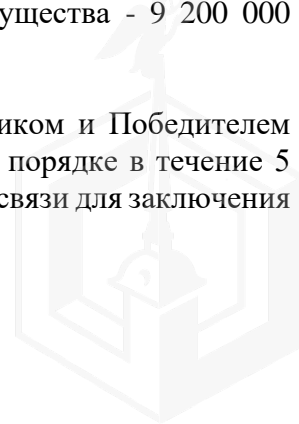 ущества - 9 200 000
иком и Победителем
порядке в течение 5
связи для заключения